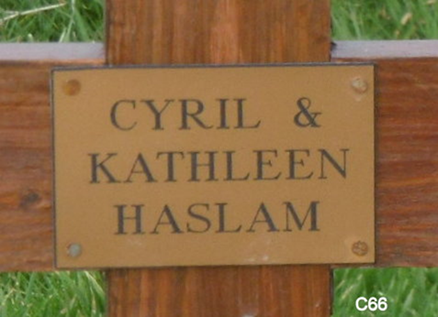 CYRIL &
KATHLEEN
HASLAM
C66